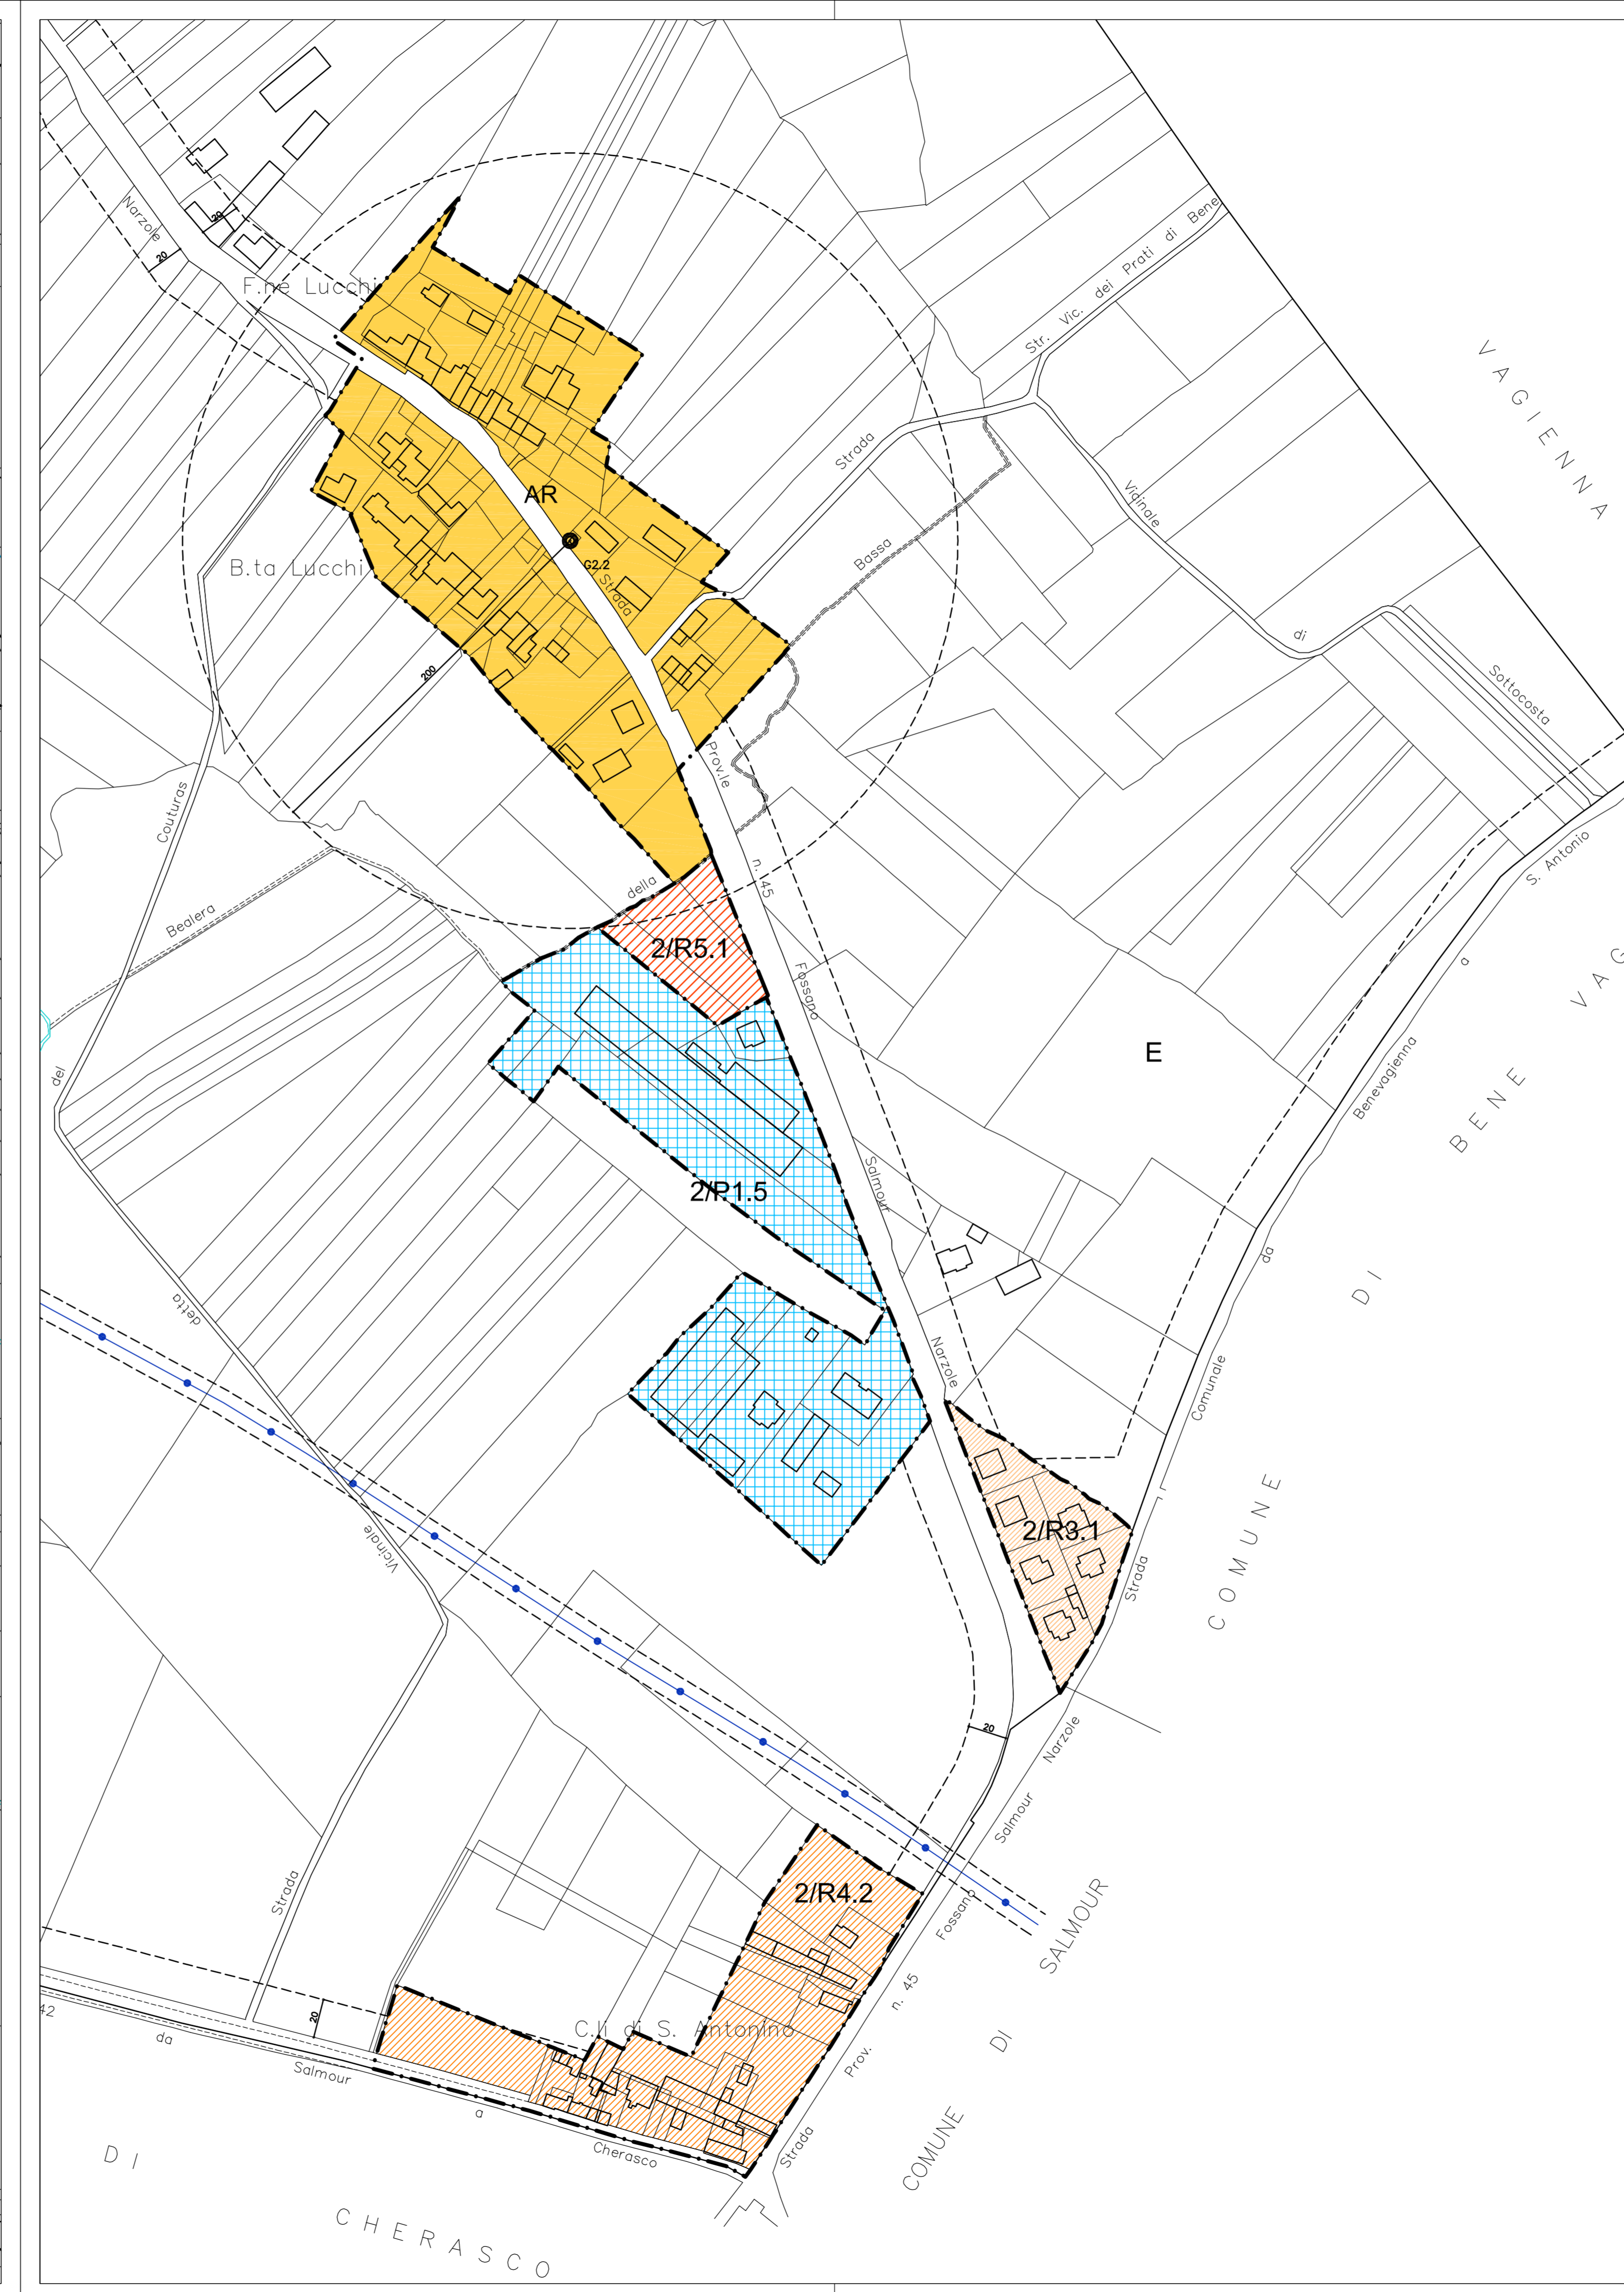 Narzole
20
20
F.ne Lucchi
Str. Vic. dei Prati di Bene
VAGIENNA
Strada
AR
Vicinale
G2.2
Bassa
B.ta Lucchi
Strada
di
200
Sottocosta
Prov.le
Couturas
n. 45
S. Antonio
della
Bealera
2/R5.1
a
VAG
Fossano
E
del
Benevagienna
BENE
2/P1.5
Salmour
da
DI
detta
Narzole
Comunale
COMUNE
2/R3.1
Vicinale
Strada
20
Narzole
Salmour
2/R4.2
Strada
Fossano
SALMOUR
n. 45
42
20
C.li di S. Antonino
da
DI
Salmour
Prov.
a
Cherasco
Strada
COMUNE
DI
CHERASCO